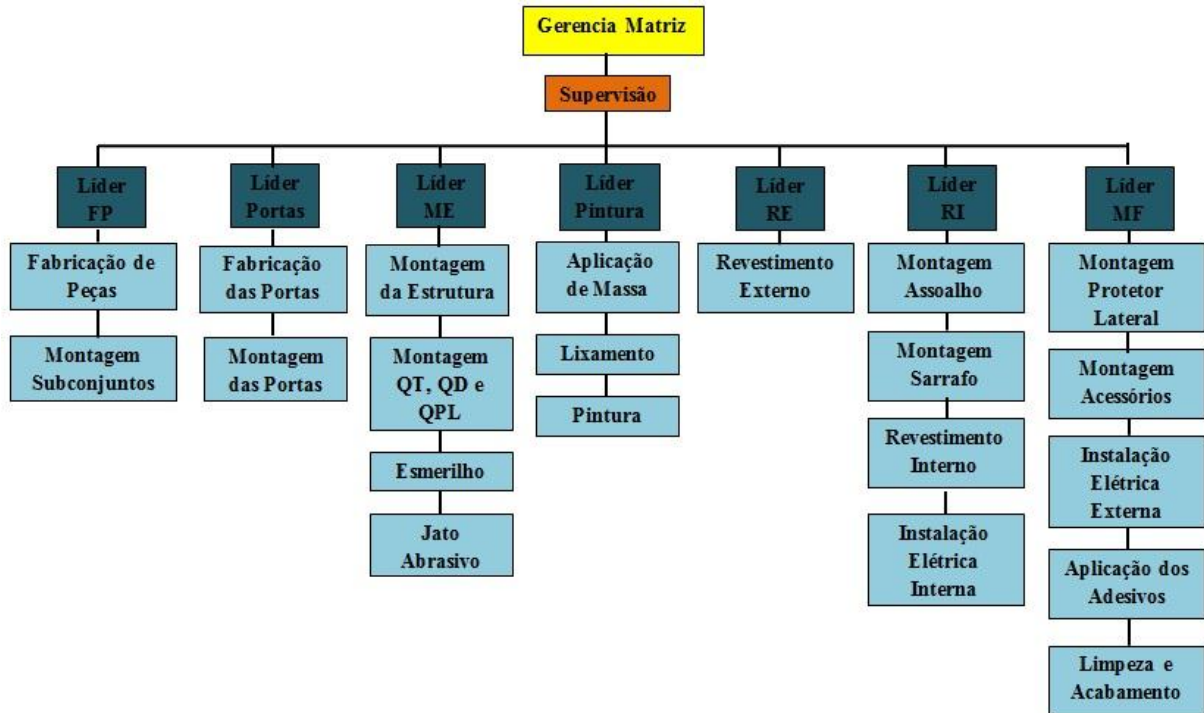 Gerencia Matriz
Supervisão
Líder
FP
Fabricação de
Peças
Montagem
Subconjuntos
Líder
Portas
Fabricação
das Portas
Montagem
das Portas
Líder
ME
Montagem
da Estrutura
Montagem
QT, QD e
QPL
Esmerilho
Jato
Abrasivo
Líder
Pintura
Aplicação
de Massa
Lixamento
Pintura
Líder
RE
Revestimento
Externo
Líder
RI
Montagem
Assoalho
Montagem
Sarrafo
Revestimento
Interno
Instalação
Elétrica
Interna
Líder
MF
Montagem
Protetor
Lateral
Montagem
Acessórios
Instalação
Elétrica
Externa
Aplicação dos
Adesivos
Limpeza e
Acabamento